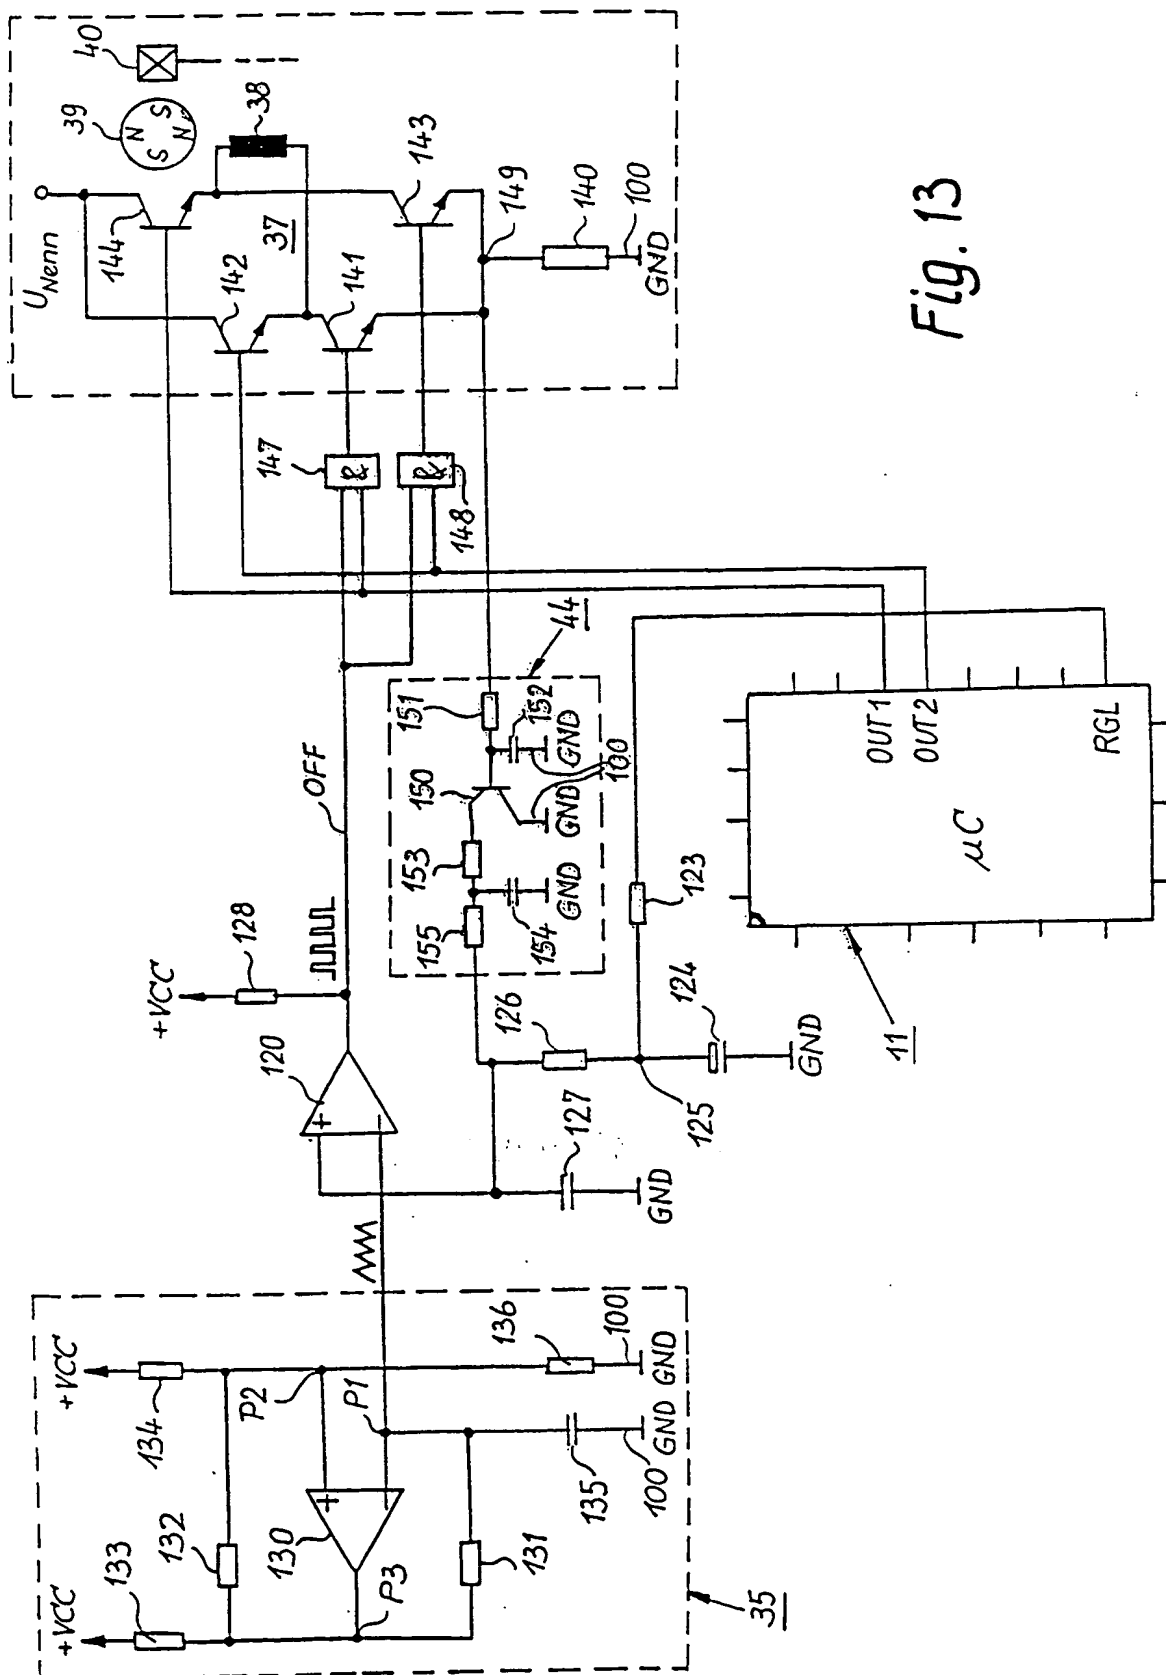 +VCC
133
132
134
+VCC
130
P2
P1
P3
131
135
136
100
GND
100
GND
35
120
+
−
+
−
+VCC
128
OFF
127
GND
126
125
124
GND
123
155
153
150
151
154
152
GND
GND
GND
100
44
147
&
148
&
UNenn
144
142
141
143
37
38
39
40
N
S
N
S
149
140
100
GND
11
µC
OUT1
OUT2
RGL
Fig. 13